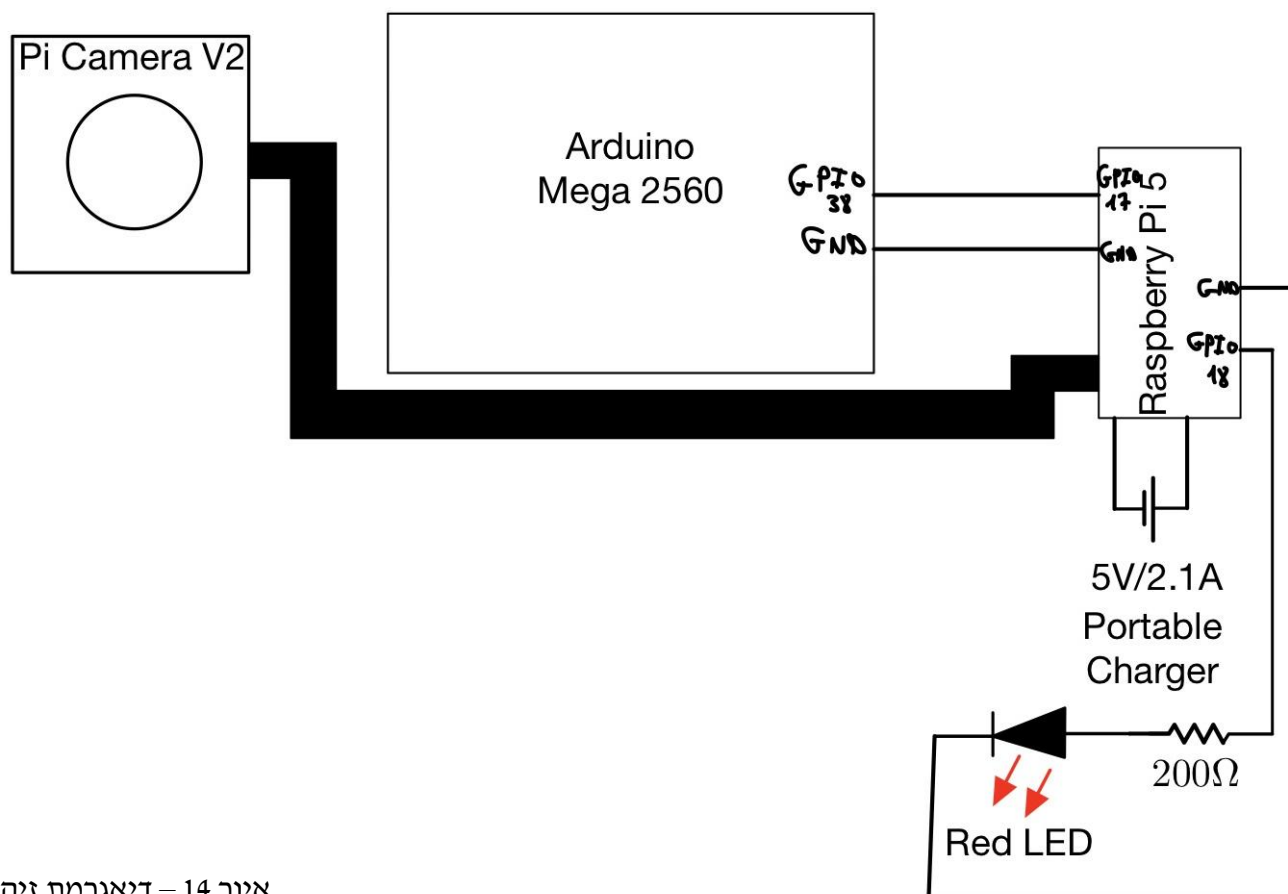 Pi Camera V2
Arduino
Mega 2560
GPIO
38
GND
GPIO
17
GND
Raspberry Pi 5
GND
GPIO
18
5V/2.1A
Portable
Charger
200Ω
Red LED
איור 14 – דיאגרמת